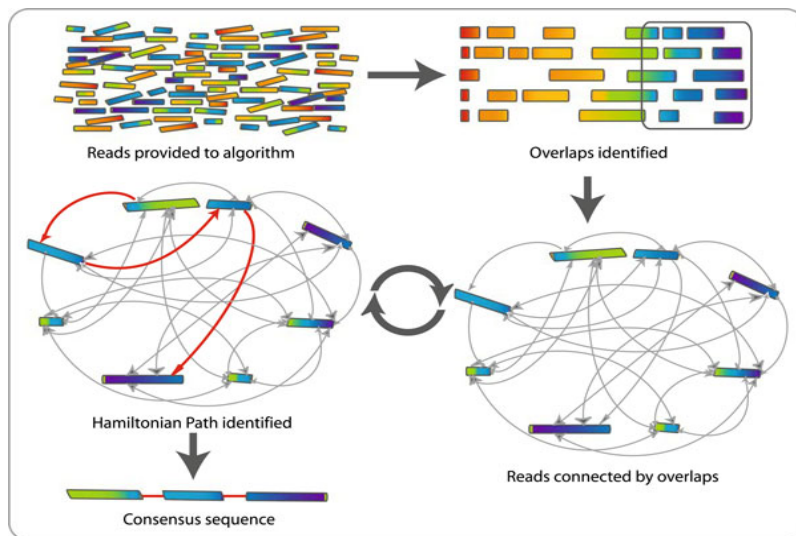 Reads provided to algorithm
Overlaps identified
Hamiltonian Path identified
Reads connected by overlaps
Consensus sequence